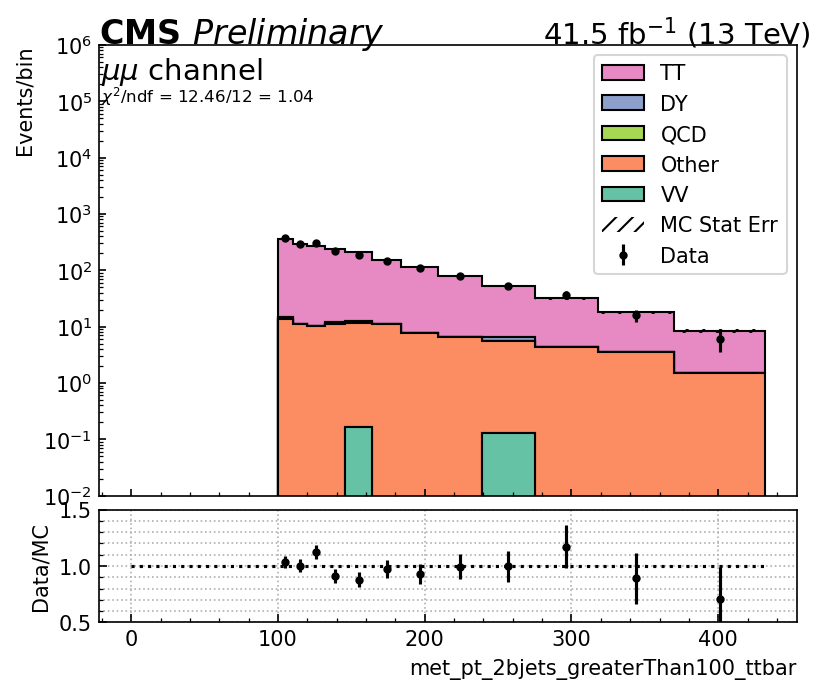 CMS Preliminary 41.5 fb⁻¹ (13 TeV)
Events/bin
μμ channel
χ²/ndf = 12.46/12 = 1.04
10⁶
10⁵
10⁴
10³
10²
10¹
10⁰
10⁻¹
10⁻²
TT
DY
QCD
Other
VV
MC Stat Err
Data
Data/MC
1.5
1.0
0.5
0 100 200 300 400
met_pt_2bjets_greaterThan100_ttbar